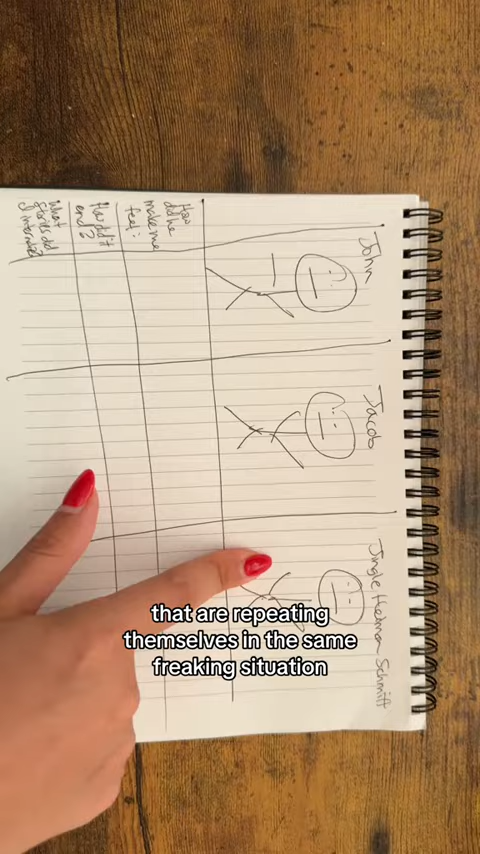 John
Jacob
Jingle Heimer Schmitt
How
did he
make me
feel:
How did it
end?
What
stories did
I internalize?
that are repeating
themselves in the same
freaking situation